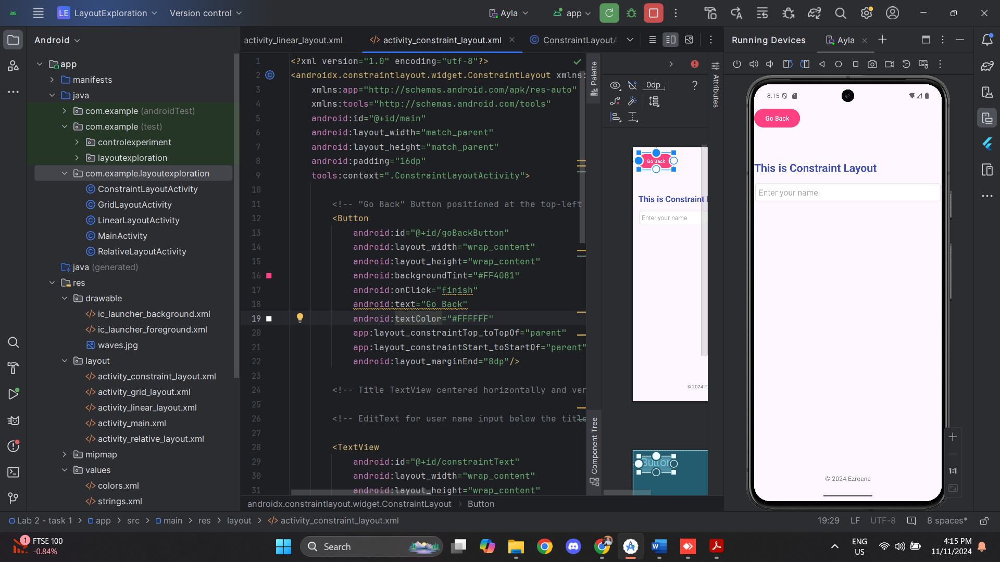 LE LayoutExploration Version control Ayla app
Android
app
manifests
java
com.example (androidTest)
com.example (test)
controlexperiment
layoutexploration
com.example.layoutexploration
ConstraintLayoutActivity
GridLayoutActivity
LinearLayoutActivity
MainActivity
RelativeLayoutActivity
java (generated)
res
drawable
ic_launcher_background.xml
ic_launcher_foreground.xml
waves.jpg
layout
activity_constraint_layout.xml
activity_grid_layout.xml
activity_linear_layout.xml
activity_main.xml
activity_relative_layout.xml
mipmap
values
colors.xml
strings.xml
activity_linear_layout.xml activity_constraint_layout.xml ConstraintLayoutA
1 <?xml version="1.0" encoding="utf-8"?>
2 <androidx.constraintlayout.widget.ConstraintLayout xmlns:
3 xmlns:app="http://schemas.android.com/apk/res-auto"
4 xmlns:tools="http://schemas.android.com/tools"
5 android:id="@+id/main"
6 android:layout_width="match_parent"
7 android:layout_height="match_parent"
8 android:padding="16dp"
9 tools:context=".ConstraintLayoutActivity">
10
11 <!-- "Go Back" Button positioned at the top-left
12 <Button
13 android:id="@+id/goBackButton"
14 android:layout_width="wrap_content"
15 android:layout_height="wrap_content"
16 android:backgroundTint="#FF4081"
17 android:onClick="finish"
18 android:text="Go Back"
19 android:textColor="#FFFFFF"
20 app:layout_constraintTop_toTopOf="parent"
21 app:layout_constraintStart_toStartOf="parent"
22 android:layout_marginEnd="8dp"/>
23
24 <!-- Title TextView centered horizontally and ver
25
26 <!-- EditText for user name input below the title
27
28 <TextView
29 android:id="@+id/constraintText"
30 android:layout_width="wrap_content"
31 android:layout_height="wrap_content"
androidx.constraintlayout.widget.ConstraintLayout Button
Palette
Component Tree
0dp
?
Go Back
This is Constraint
Enter your name
© 2024 Ez
Button
Attributes
Running Devices Ayla
8:15
Go Back
This is Constraint Layout
Enter your name
© 2024 Ezreena
1:1
Lab 2 - task 1 app src main res layout activity_constraint_layout.xml
19:29 LF UTF-8 8 spaces*
1 FTSE 100
-0.84%
Search
ENG
US
4:15 PM
11/11/2024